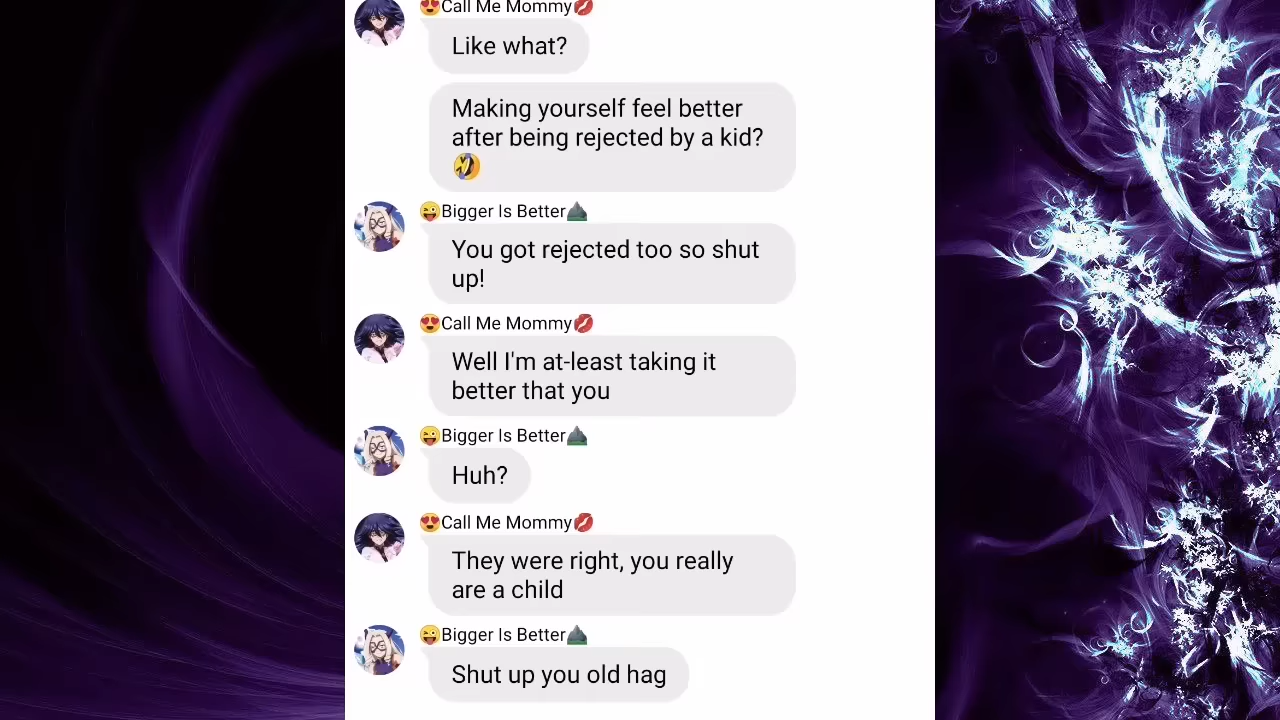 😍Call Me Mommy💋
Like what?
Making yourself feel better
after being rejected by a kid?
🤣
😜Bigger Is Better⛰️
You got rejected too so shut
up!
😍Call Me Mommy💋
Well I'm at-least taking it
better that you
😜Bigger Is Better⛰️
Huh?
😍Call Me Mommy💋
They were right, you really
are a child
😜Bigger Is Better⛰️
Shut up you old hag